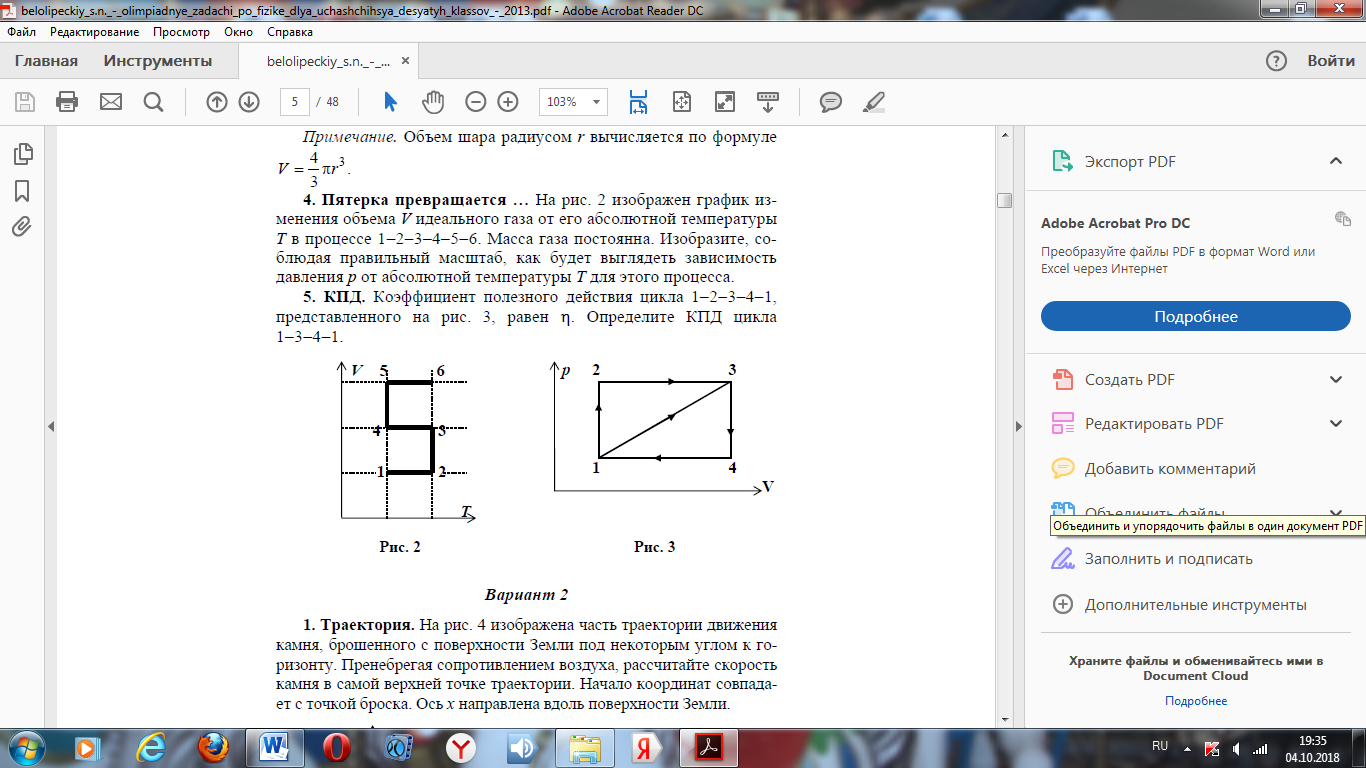 belolipeckiy_s.n._-_olimpiadnye_zadachi_po_fizike_dlya_uchashchihsya_desyatyh_klassov_-_2013.pdf - Adobe Acrobat Reader DC
Файл Редактирование Просмотр Окно Справка
Главная Инструменты belolipeckiy_s.n._-_... × Войти
5 / 48 103%
Примечание. Объем шара радиусом r вычисляется по формуле
V = 4/3 πr³.
4. Пятерка превращается … На рис. 2 изображен график из-
менения объема V идеального газа от его абсолютной температуры
T в процессе 1–2–3–4–5–6. Масса газа постоянна. Изобразите, со-
блюдая правильный масштаб, как будет выглядеть зависимость
давления p от абсолютной температуры T для этого процесса.
5. КПД. Коэффициент полезного действия цикла 1–2–3–4–1,
представленного на рис. 3, равен η. Определите КПД цикла
1–3–4–1.
V 5 6
4 3
1 2
T
Рис. 2
p 2 3
1 4
V
Рис. 3
Вариант 2
1. Траектория. На рис. 4 изображена часть траектории движения
камня, брошенного с поверхности Земли под некоторым углом к го-
ризонту. Пренебрегая сопротивлением воздуха, рассчитайте скорость
камня в самой верхней точке траектории. Начало координат совпада-
ет с точкой броска. Ось x направлена вдоль поверхности Земли.
Экспорт PDF
Adobe Acrobat Pro DC
Преобразуйте файлы PDF в формат Word или
Excel через Интернет
Подробнее
Создать PDF
Редактировать PDF
Добавить комментарий
Объединить файлы
Объединить и упорядочить файлы в один документ PDF
Заполнить и подписать
Дополнительные инструменты
Храните файлы и обменивайтесь ими в
Document Cloud
Подробнее
RU
19:35
04.10.2018